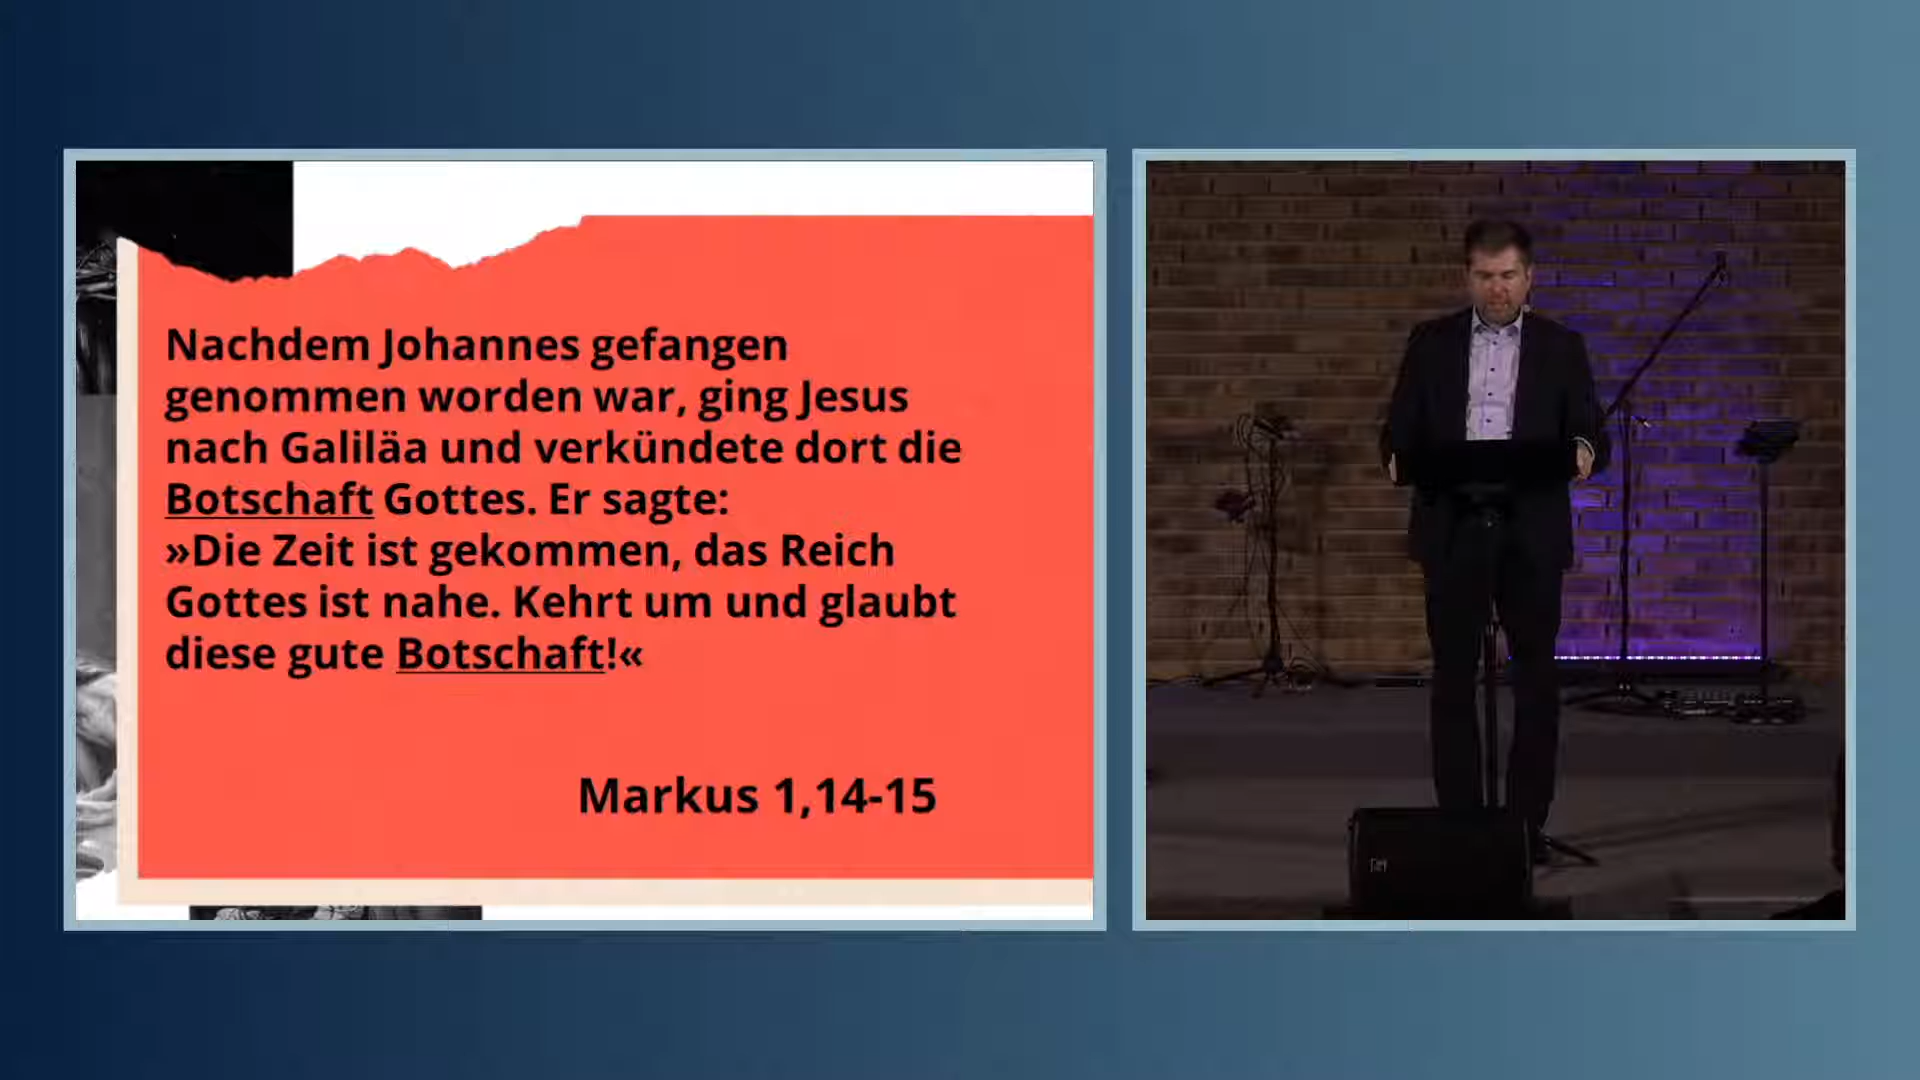 Nachdem Johannes gefangen
genommen worden war, ging Jesus
nach Galiläa und verkündete dort die
Botschaft Gottes. Er sagte:
»Die Zeit ist gekommen, das Reich
Gottes ist nahe. Kehrt um und glaubt
diese gute Botschaft!«
Markus 1,14-15